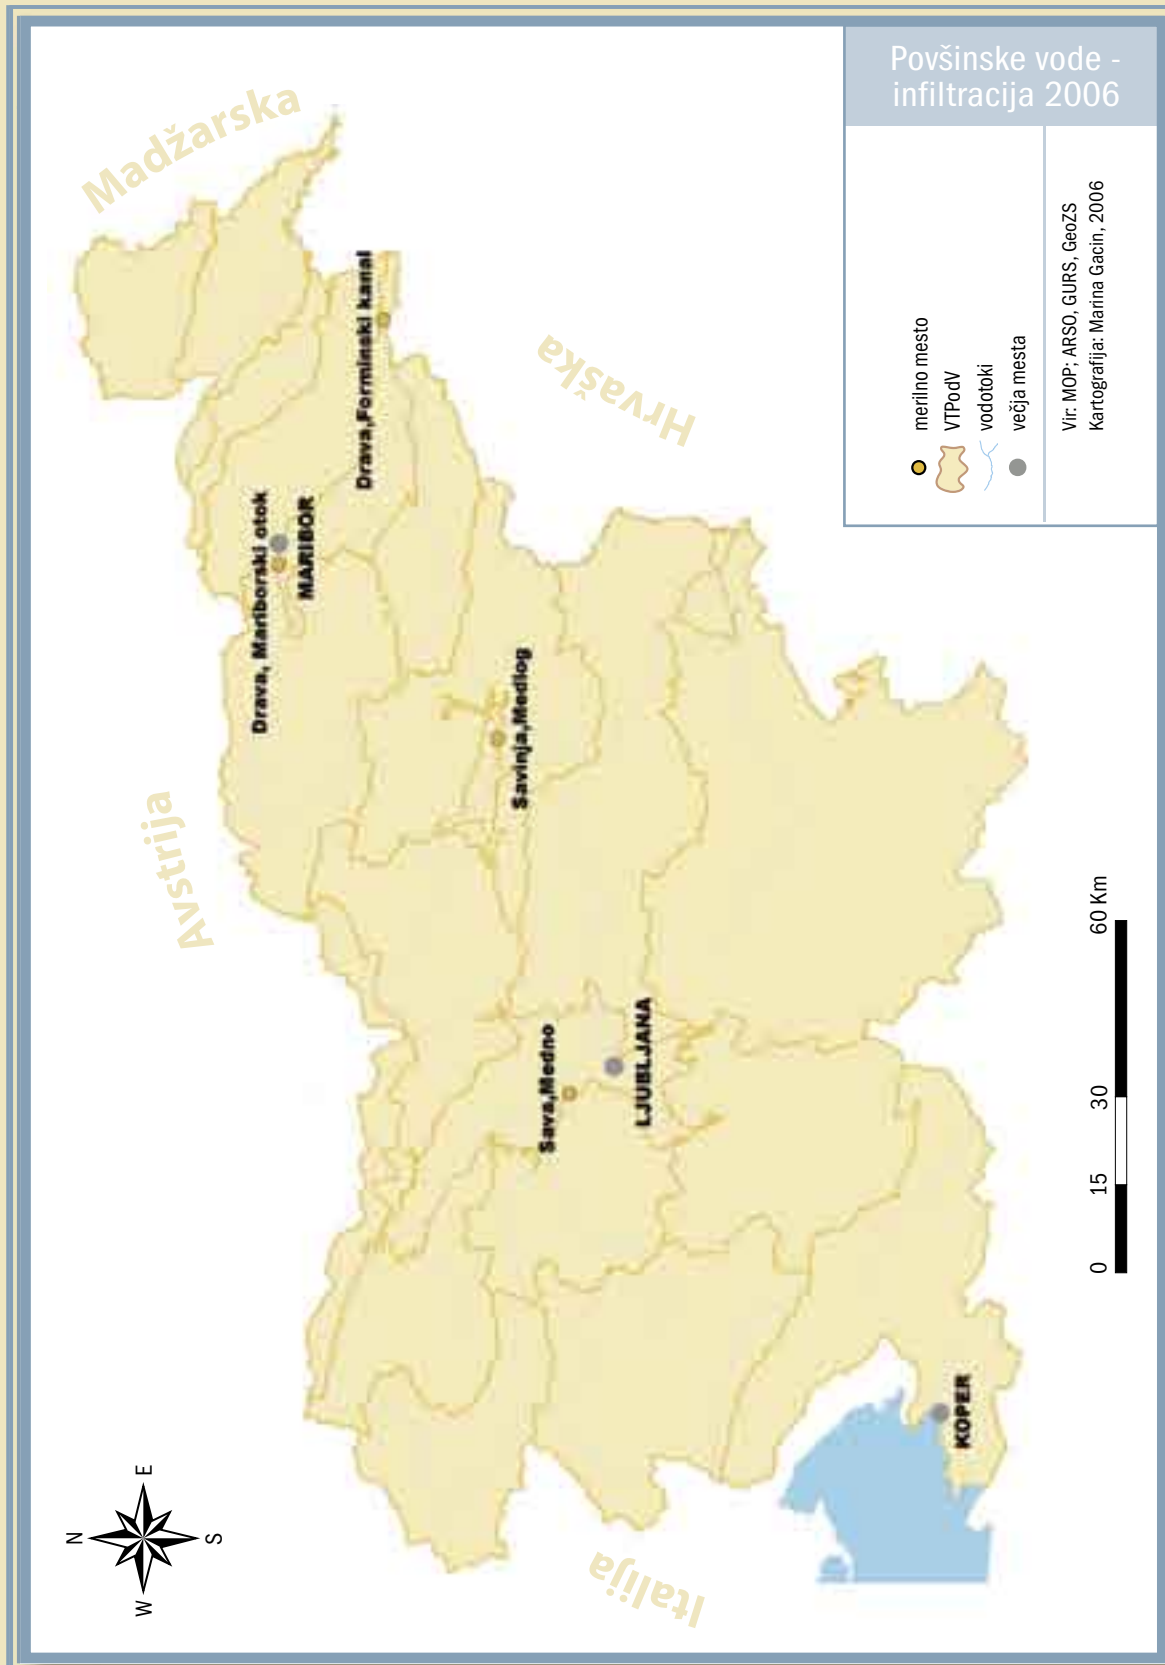 Povšinske vode -
infiltracija 2006
merilno mesto
VTPodV
vodotoki
večja mesta
Vir: MOP; ARSO, GURS, GeoZS
Kartografija: Marina Gacin, 2006
Madžarska
Avstrija
Hrvaška
Italija
Drava, Mariborski otok
MARIBOR
Drava,Forminski kanal
Savinja,Medlog
Sava,Medno
LJUBLJANA
KOPER
N
W
E
S
0
15
30
60 Km